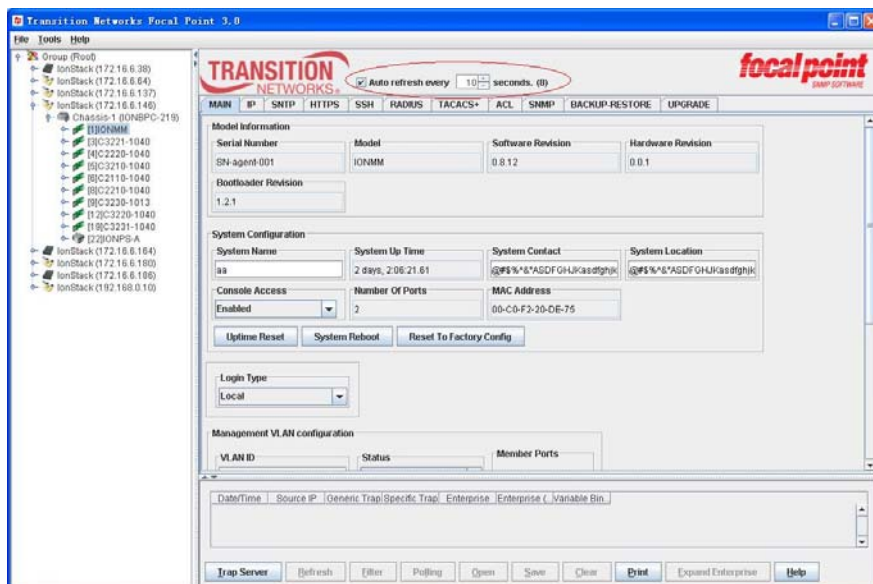 Transition Networks Focal Point 3.0
File Tools Help
Group (Root)
IonStack (172.16.6.38)
IonStack (172.16.6.64)
IonStack (172.16.6.137)
IonStack (172.16.6.146)
Chassis-1 (IONBPC-219)
[1]IONMM
[3]C3221-1040
[4]C2220-1040
[5]C3210-1040
[6]C2110-1040
[8]C2210-1040
[9]C3230-1013
[12]C3220-1040
[19]C3231-1040
[22]IONPS-A
IonStack (172.16.6.164)
IonStack (172.16.6.180)
IonStack (172.16.6.186)
IonStack (192.168.0.10)
TRANSITION
NETWORKS®
Auto refresh every 10 seconds. (8)
focal point
SNMP SOFTWARE
MAIN IP SNTP HTTPS SSH RADIUS TACACS+ ACL SNMP BACKUP-RESTORE UPGRADE
Model Information
Serial Number Model Software Revision Hardware Revision
SN-agent-001 IONMM 0.8.12 0.0.1
Bootloader Revision
1.2.1
System Configuration
System Name System Up Time System Contact System Location
aa 2 days, 2:06:21.61 @#$%^&*ASDFGHJKasdfghjk @#$%^&*ASDFGHJKasdfghjk
Console Access Number Of Ports MAC Address
Enabled 2 00-C0-F2-20-DE-75
Uptime Reset System Reboot Reset To Factory Config
Login Type
Local
Management VLAN configuration
VLAN ID Status Member Ports
Date/Time Source IP Generic Trap Specific Trap Enterprise Enterprise (... Variable Bin...
Trap Server Refresh Filter Polling Open Save Clear Print Expand Enterprise Help